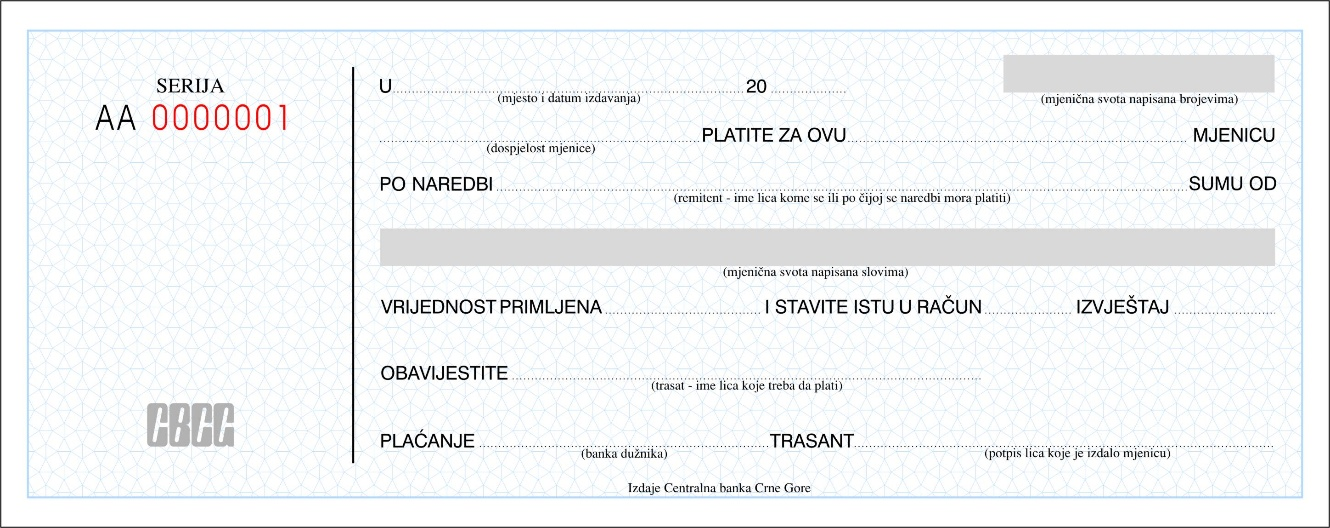 SERIJA
AA 0000001
U 20
(mjesto i datum izdavanja)
(mjenična svota napisana brojevima)
PLATITE ZA OVU MJENICU
(dospjelost mjenice)
PO NAREDBI SUMU OD
(remitent - ime lica kome se ili po čijoj se naredbi mora platiti)
(mjenična svota napisana slovima)
VRIJEDNOST PRIMLJENA I STAVITE ISTU U RAČUN IZVJEŠTAJ
OBAVIJESTITE
(trasat - ime lica koje treba da plati)
CBCG
PLAĆANJE TRASANT
(banka dužnika) (potpis lica koje je izdalo mjenicu)
Izdaje Centralna banka Crne Gore